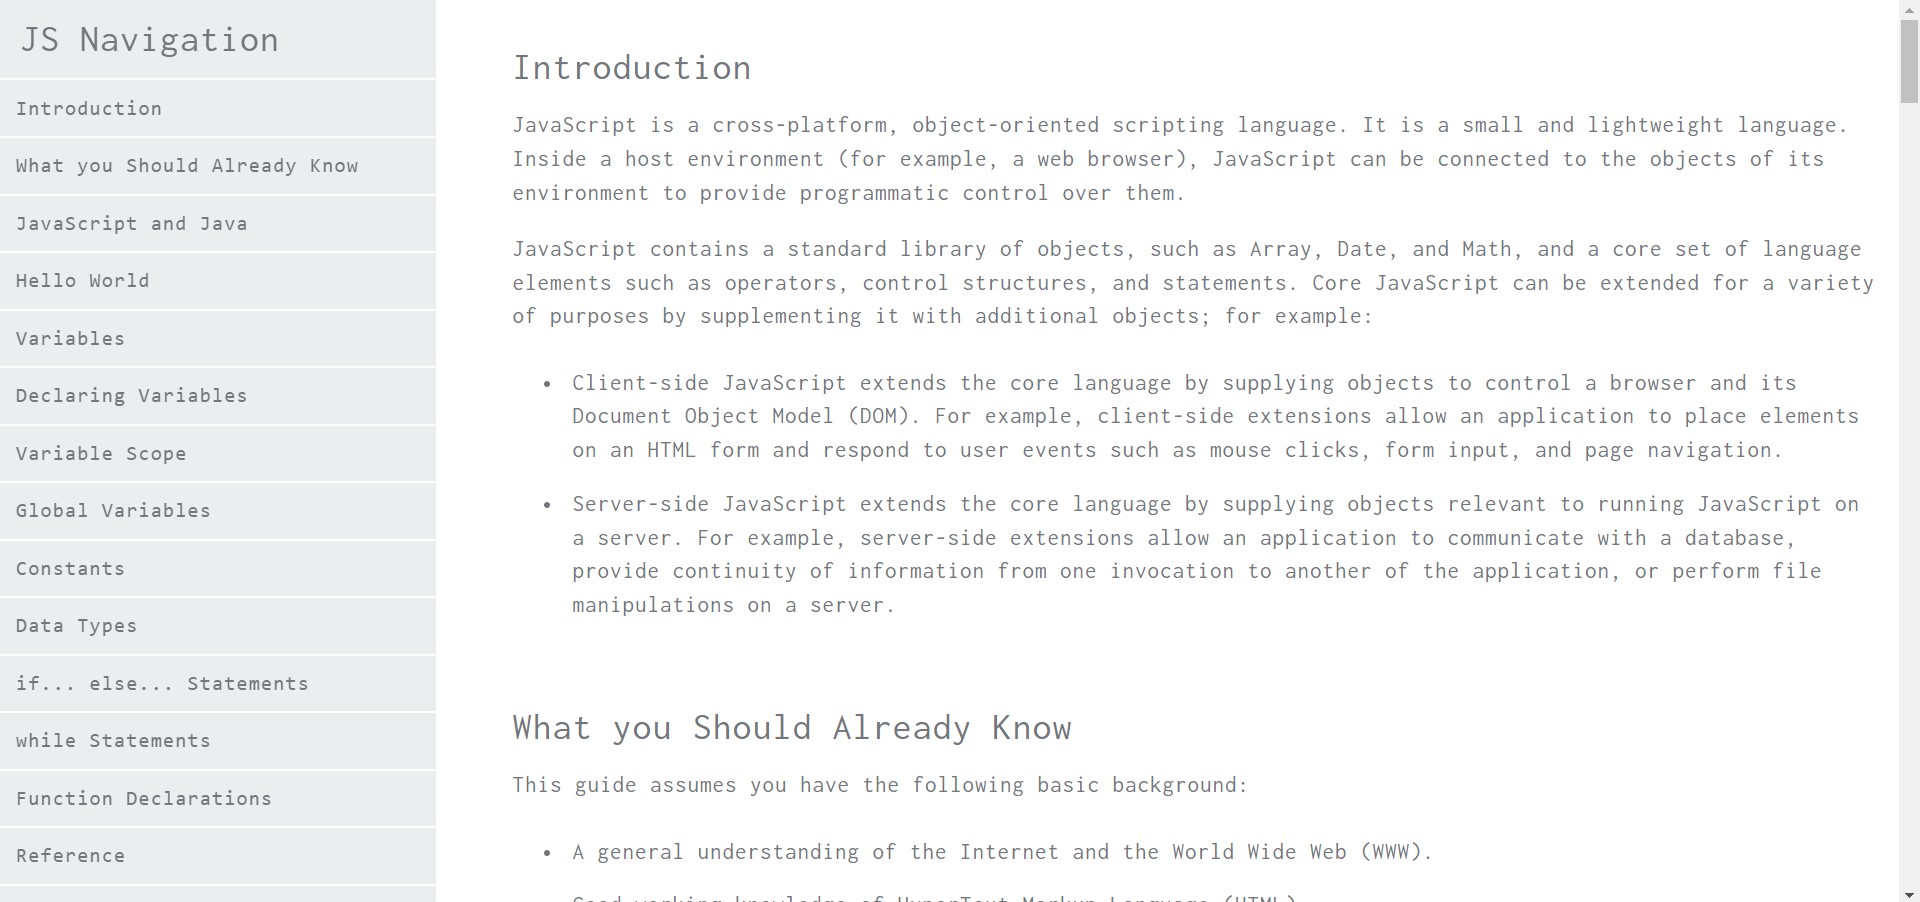 JS Navigation
Introduction
What you Should Already Know
JavaScript and Java
Hello World
Variables
Declaring Variables
Variable Scope
Global Variables
Constants
Data Types
if... else... Statements
while Statements
Function Declarations
Reference
Introduction
JavaScript is a cross-platform, object-oriented scripting language. It is a small and lightweight language.
Inside a host environment (for example, a web browser), JavaScript can be connected to the objects of its
environment to provide programmatic control over them.
JavaScript contains a standard library of objects, such as Array, Date, and Math, and a core set of language
elements such as operators, control structures, and statements. Core JavaScript can be extended for a variety
of purposes by supplementing it with additional objects; for example:
• Client-side JavaScript extends the core language by supplying objects to control a browser and its
Document Object Model (DOM). For example, client-side extensions allow an application to place elements
on an HTML form and respond to user events such as mouse clicks, form input, and page navigation.
• Server-side JavaScript extends the core language by supplying objects relevant to running JavaScript on
a server. For example, server-side extensions allow an application to communicate with a database,
provide continuity of information from one invocation to another of the application, or perform file
manipulations on a server.
What you Should Already Know
This guide assumes you have the following basic background:
• A general understanding of the Internet and the World Wide Web (WWW).
Good working knowledge of HyperText Markup Language (HTML)